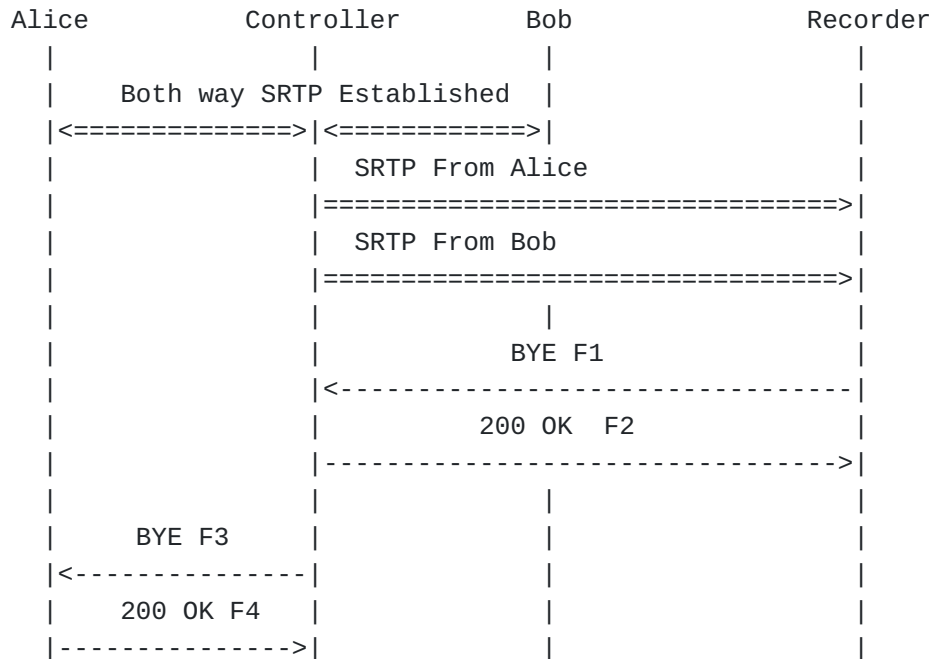 Alice          Controller        Bob               Recorder
  |                |              |                   |
  |    Both way SRTP Established  |                   |
  |<==============>|<============>|                   |
  |                |  SRTP From Alice                 |
  |                |=================================>|
  |                |  SRTP From Bob                   |
  |                |=================================>|
  |                |              |                   |
  |                |            BYE F1                |
  |                |<---------------------------------|
  |                |          200 OK  F2              |
  |                |--------------------------------->|
  |                |              |                   |
  |     BYE F3     |              |                   |
  |<---------------|              |                   |
  |    200 OK F4   |              |                   |
  |--------------->|              |                   |